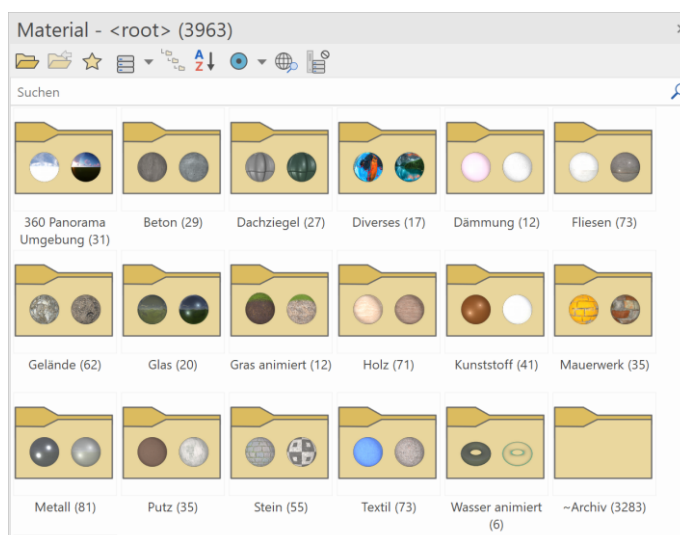 Material - <root> (3963)
Suchen
360 Panorama
Umgebung (31)
Beton (29)
Dachziegel (27)
Diverses (17)
Dämmung (12)
Fliesen (73)
Gelände (62)
Glas (20)
Gras animiert (12)
Holz (71)
Kunststoff (41)
Mauerwerk (35)
Metall (81)
Putz (35)
Stein (55)
Textil (73)
Wasser animiert
(6)
~Archiv (3283)